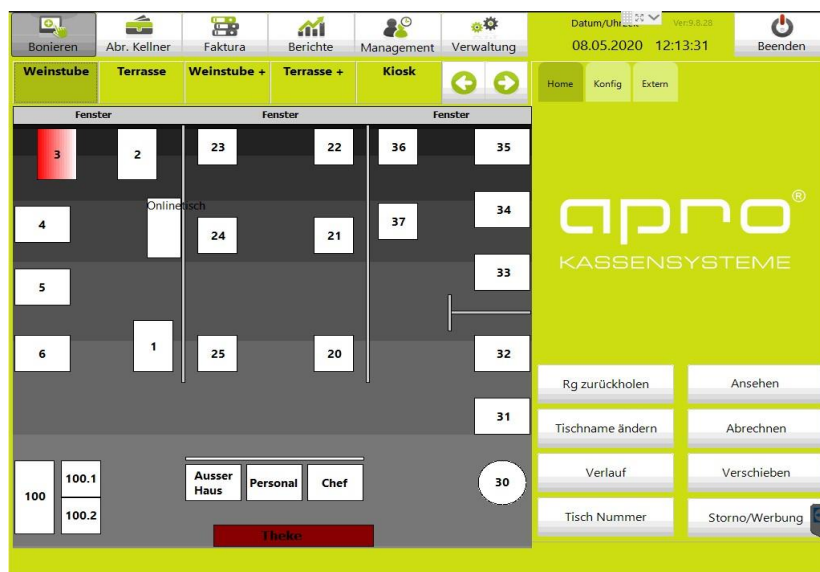 Bonieren
Abr. Kellner
Faktura
Berichte
Management
Verwaltung
Ver:9.8.28
08.05.2020 12:13:31
Beenden
Weinstube
Terrasse
Weinstube +
Terrasse +
Kiosk
Home
Konfig
Extern
Fenster
Fenster
Fenster
3
2
23
22
36
35
4
Onlinetisch
24
21
37
34
5
33
6
1
25
20
32
31
100
100.1
100.2
Ausser
Haus
Personal
Chef
30
Theke
apro®
KASSENSYSTEME
Rg zurückholen
Ansehen
Tischname ändern
Abrechnen
Verlauf
Verschieben
Tisch Nummer
Storno/Werbung